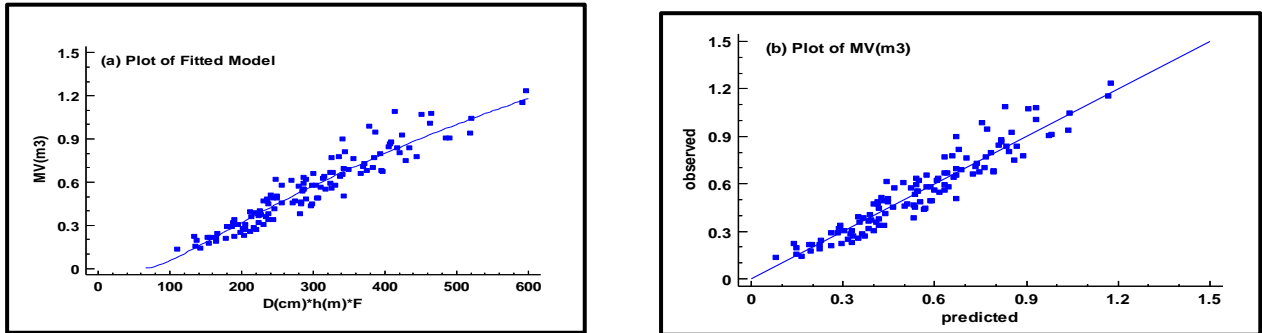 (a) Plot of Fitted Model
MV(m3)
1.5
1.2
0.9
0.6
0.3
0
0 100 200 300 400 500 600
D(cm)*h(m)*F
(b) Plot of MV(m3)
observed
1.5
1.2
0.9
0.6
0.3
0
0 0.3 0.6 0.9 1.2 1.5
predicted